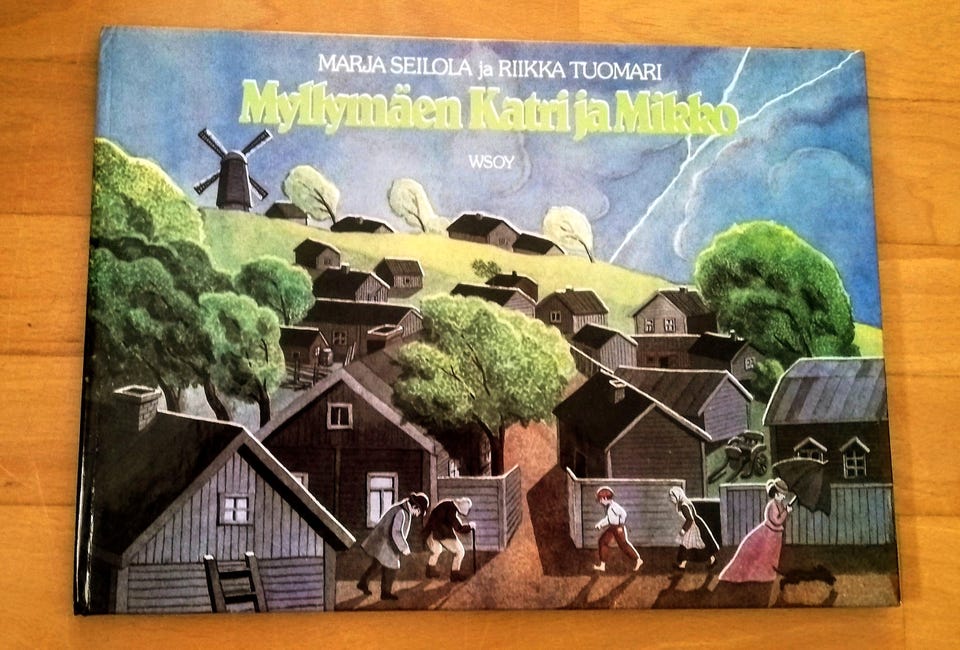 MARJA SEILOLA ja RIIKKA TUOMARI
Myllymäen Katri ja Mikko
WSOY